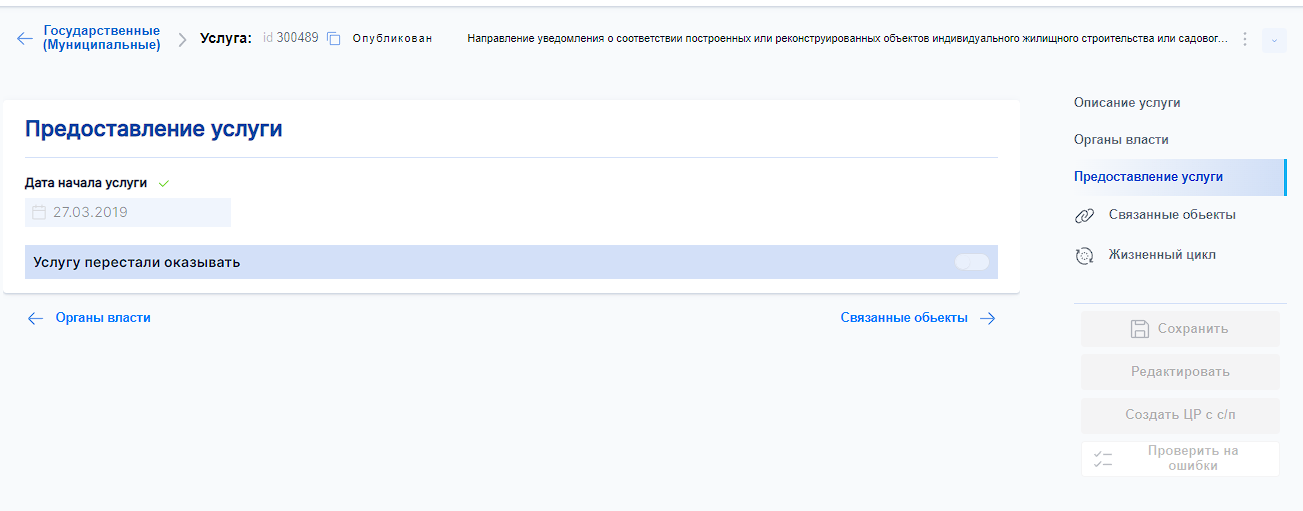 Государственные
(Муниципальные)
Услуга: id 300489 Опубликован Направление уведомления о соответствии построенных или реконструированных объектов индивидуального жилищного строительства или садовог...
Предоставление услуги
Дата начала услуги
27.03.2019
Услугу перестали оказывать
Органы власти
Связанные обьекты
Описание услуги
Органы власти
Предоставление услуги
Связанные обьекты
Жизненный цикл
Сохранить
Редактировать
Создать ЦР с с/п
Проверить на
ошибки